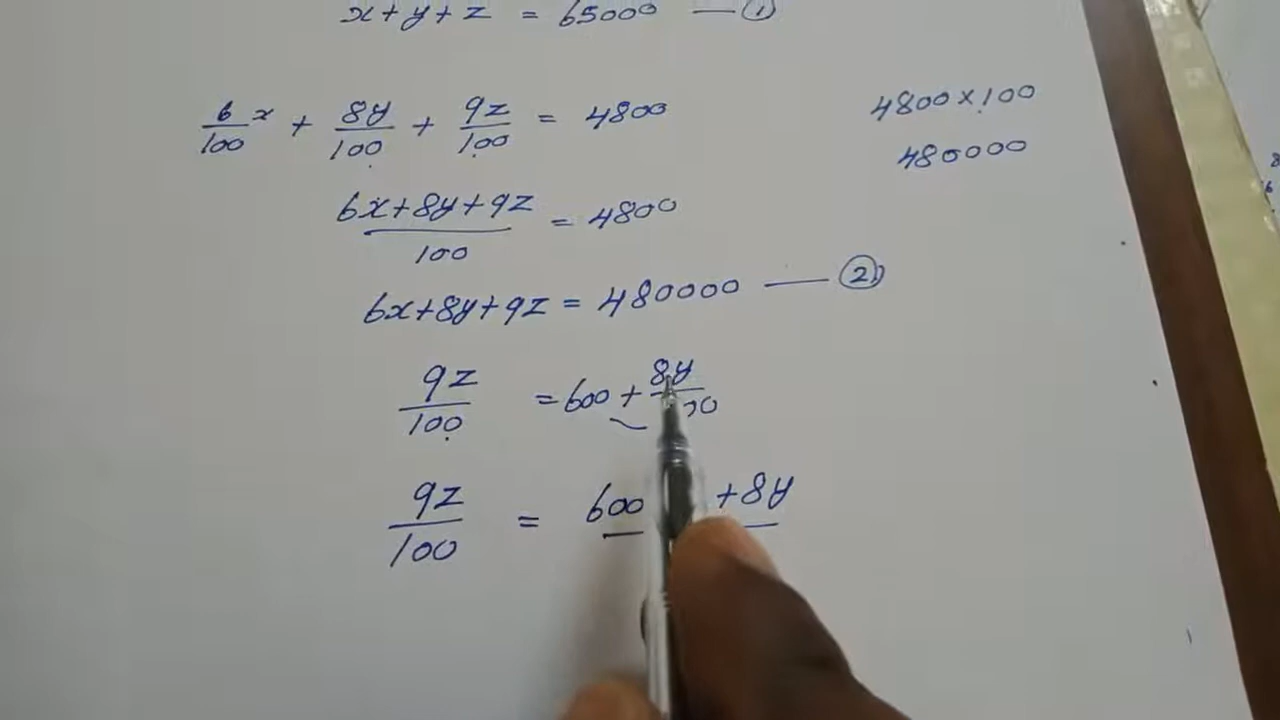 x + y + z = 65000 — ①
6/100 x + 8y/100 + 9z/100 = 4800
4800 × 100
480000
6x + 8y + 9z / 100 = 4800
6x + 8y + 9z = 480000 — ②
9z/100 = 600 + 8y/
9z/100 = 600 + 8y